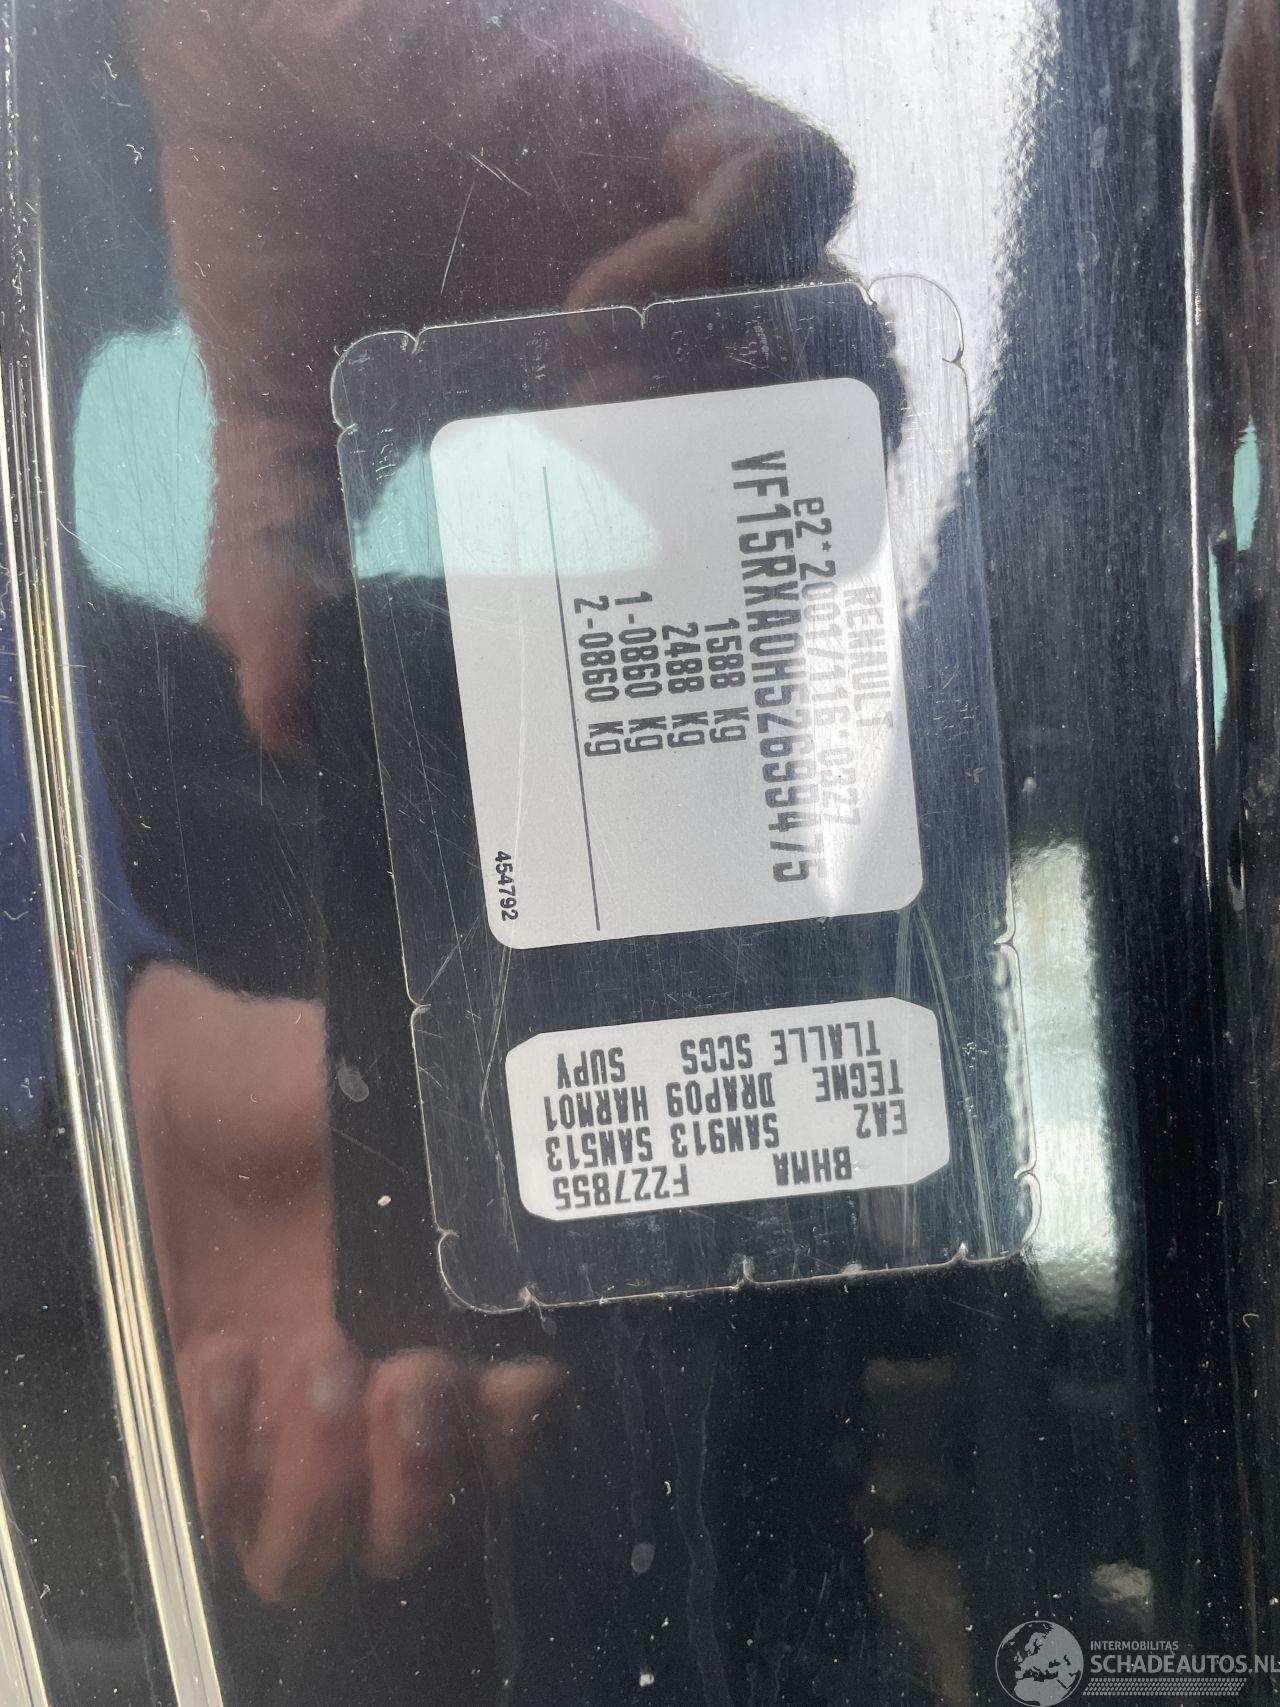 RENAULT
e2*2001/116*0327
VF15RXA0H52699475
1588 kg
2488 kg
1-0860 kg
2-0860 kg
454792
BHMA F227855
EA2 SAN913 SAN513
TEGNE DRAP09 HARM01
TLALLE SCGS SUPY
INTERMOBILITAS
SCHADEAUTOS.NL